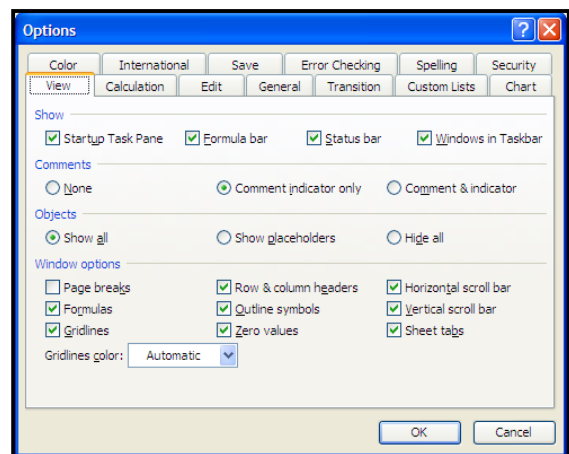 Options
Color International Save Error Checking Spelling Security
View Calculation Edit General Transition Custom Lists Chart
Show
Startup Task Pane Formula bar Status bar Windows in Taskbar
Comments
None Comment indicator only Comment & indicator
Objects
Show all Show placeholders Hide all
Window options
Page breaks Row & column headers Horizontal scroll bar
Formulas Outline symbols Vertical scroll bar
Gridlines Zero values Sheet tabs
Gridlines color: Automatic
OK Cancel